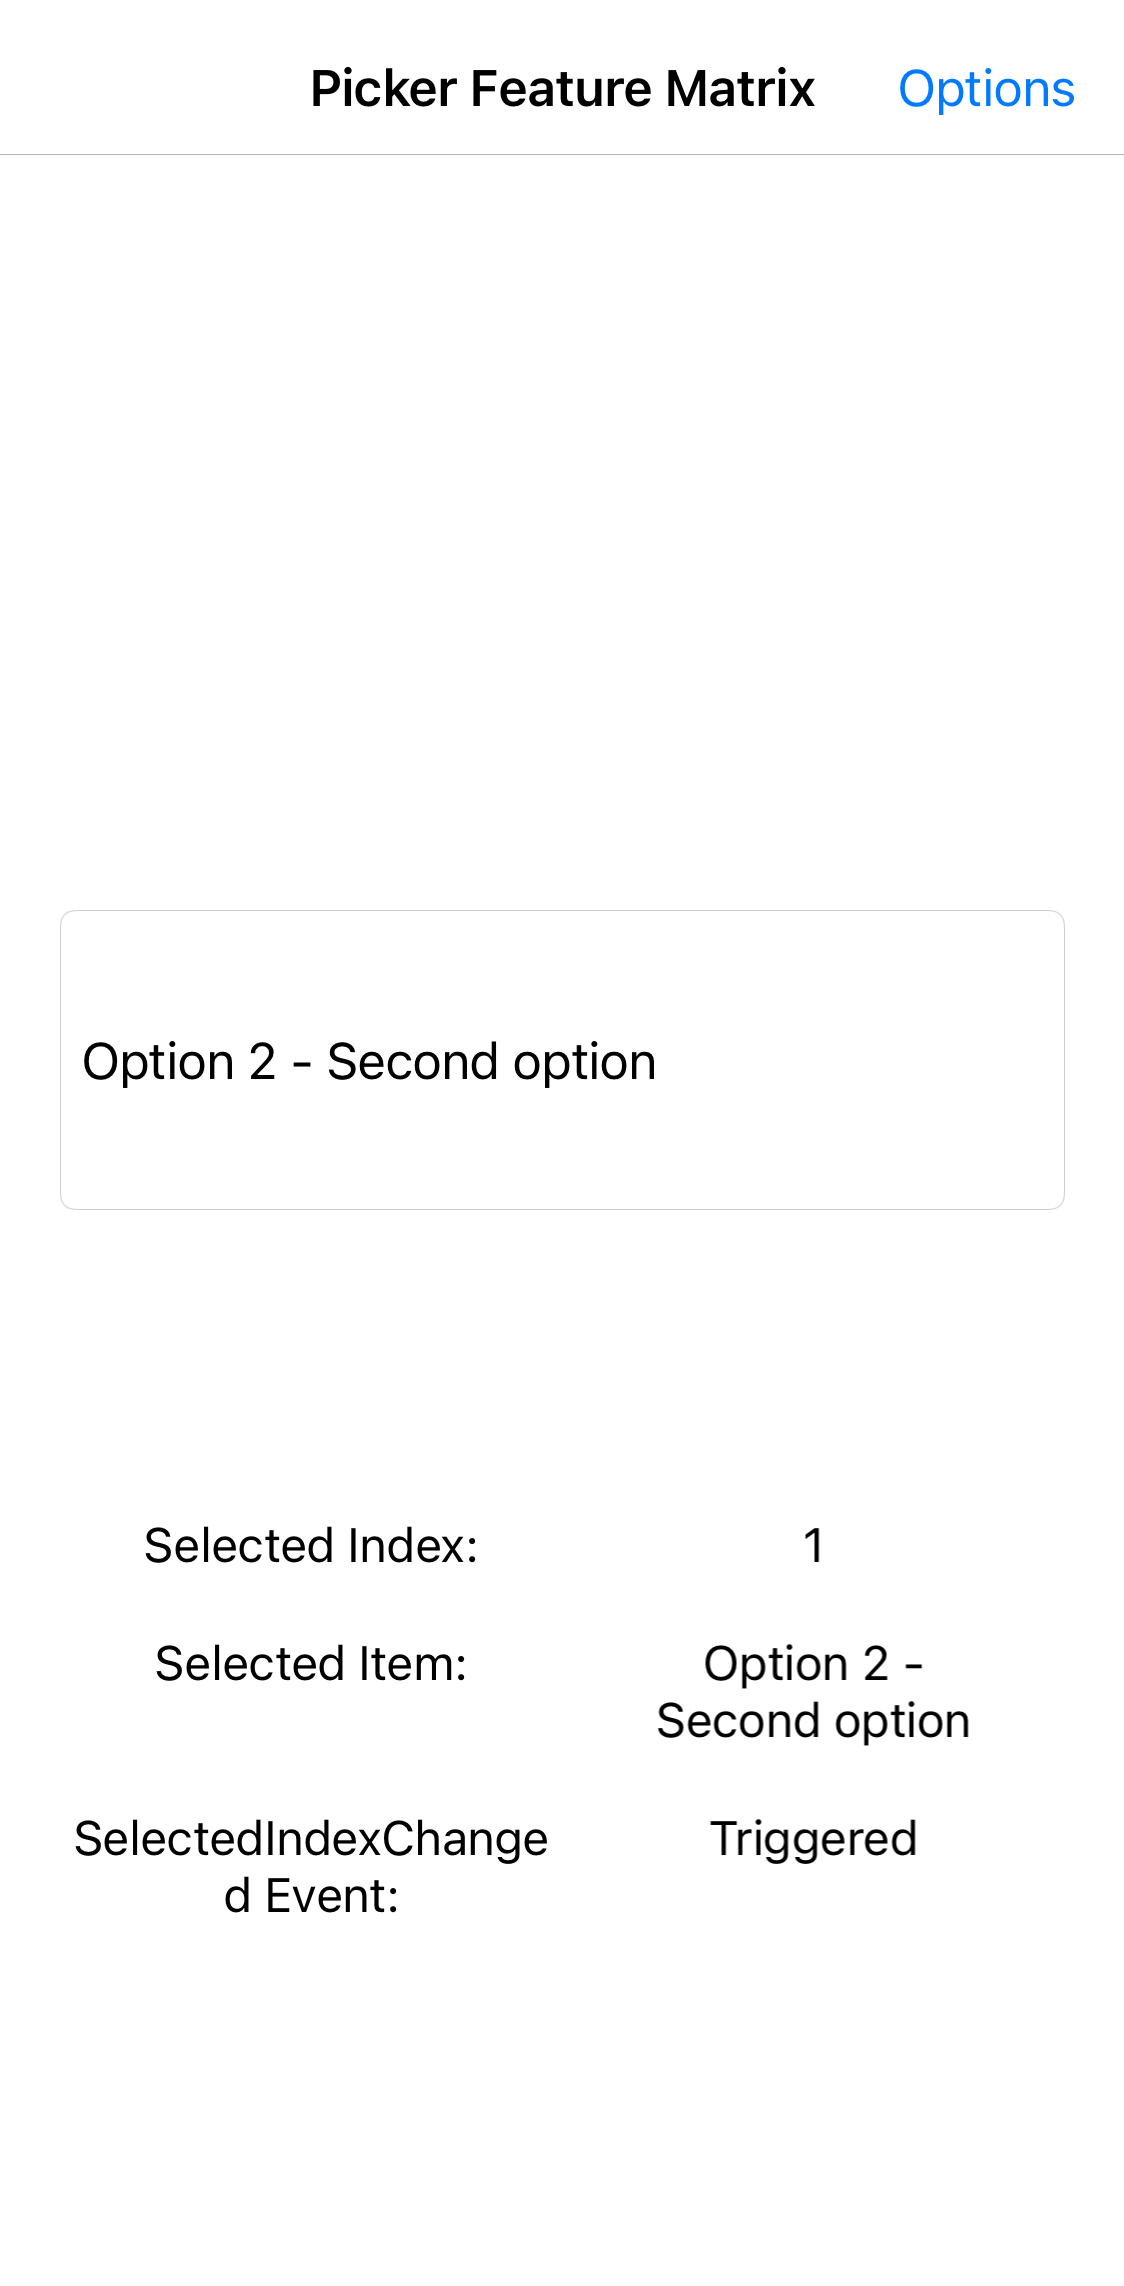 Picker Feature Matrix Options
Option 2 - Second option
Selected Index: 1
Selected Item: Option 2 -
Second option
SelectedIndexChange Triggered
d Event: